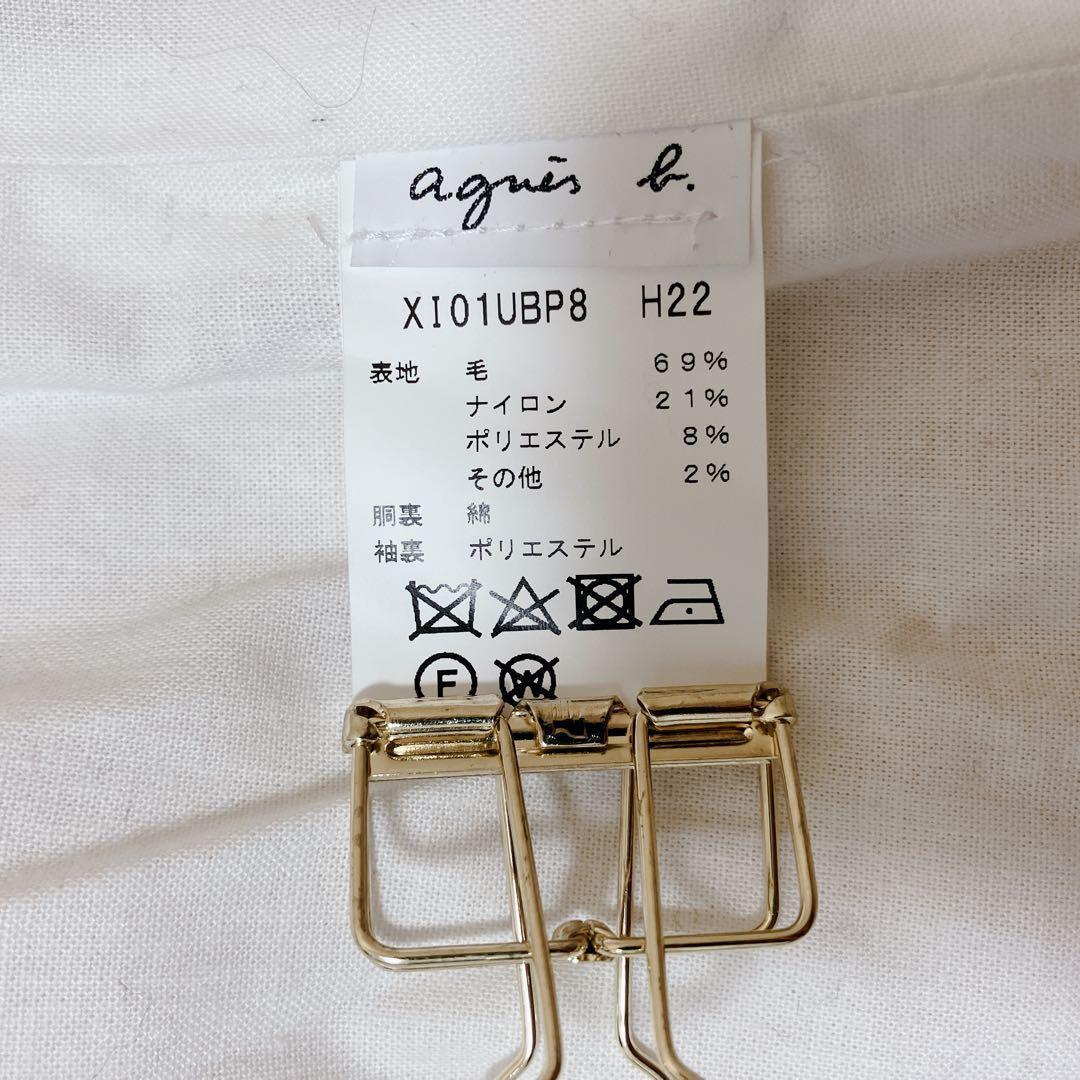 agnès b.
XI01UBP8 H22
表地 毛 69%
ナイロン 21%
ポリエステル 8%
その他 2%
胴裏 綿
袖裏 ポリエステル
F W